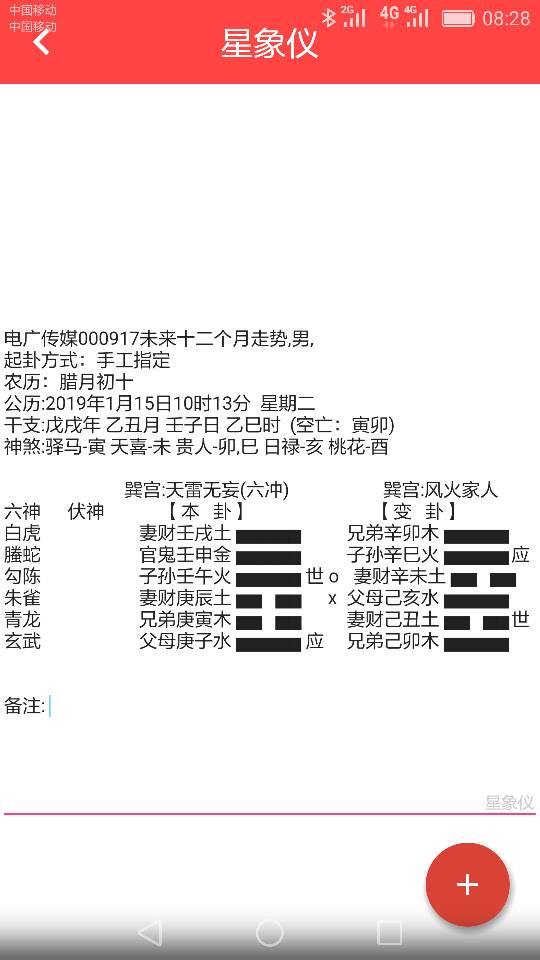 中国移动
中国移动
2G 4G 4G 08:28
星象仪
电广传媒000917未来十二个月走势,男,
起卦方式：手工指定
农历：腊月初十
公历:2019年1月15日10时13分 星期二
干支:戊戌年 乙丑月 壬子日 乙巳时 (空亡：寅卯)
神煞:驿马-寅 天喜-未 贵人-卯,巳 日禄-亥 桃花-酉
巽宫:天雷无妄(六冲) 巽宫:风火家人
六神 伏神 【 本 卦 】 【 变 卦 】
白虎 妻财壬戌土 兄弟辛卯木
螣蛇 官鬼壬申金 子孙辛巳火 应
勾陈 子孙壬午火 世 o 妻财辛未土
朱雀 妻财庚辰土 x 父母己亥水
青龙 兄弟庚寅木 妻财己丑土 世
玄武 父母庚子水 应 兄弟己卯木
备注:
星象仪